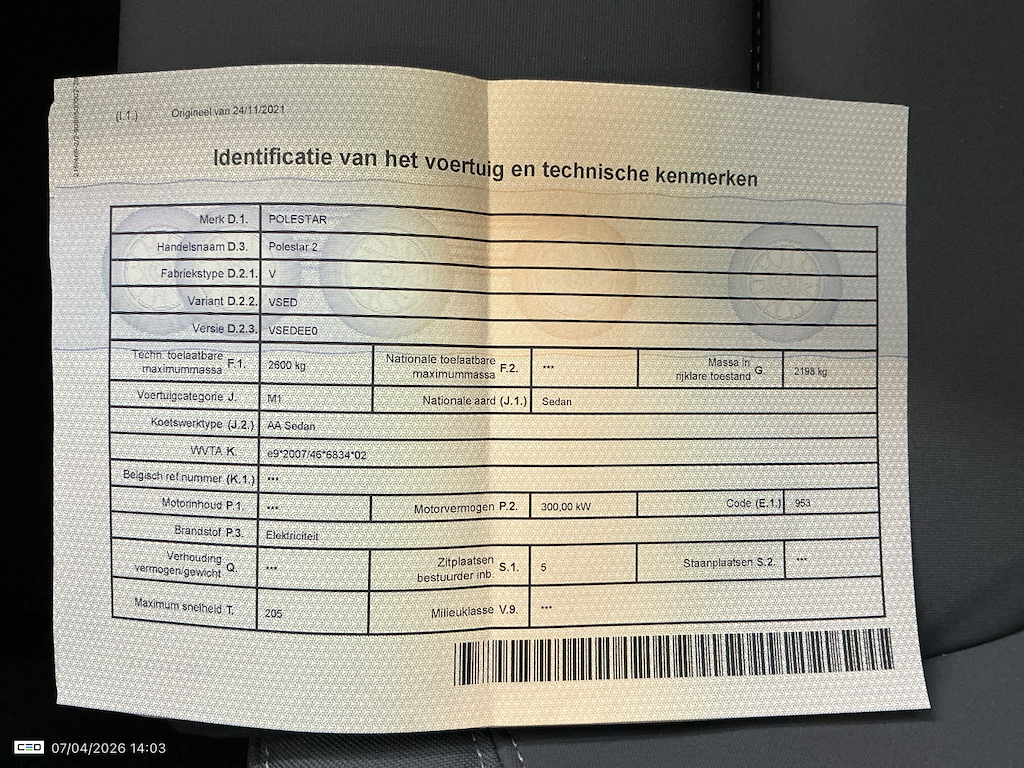 (I.1.) Origineel van 24/11/2021
Identificatie van het voertuig en technische kenmerken
Merk D.1. POLESTAR
Handelsnaam D.3. Polestar 2
Fabriekstype D.2.1. V
Variant D.2.2. VSED
Versie D.2.3. VSEDEE0
Techn. toelaatbare maximummassa F.1. 2600 kg Nationale toelaatbare maximummassa F.2. *** Massa in rijklare toestand G. 2198 kg
Voertuigcategorie J. M1 Nationale aard (J.1.) Sedan
Koetswerktype (J.2.) AA Sedan
WVTA K. e9*2007/46*6834*02
Belgisch ref.nummer (K.1.) ***
Motorinhoud P.1. *** Motorvermogen P.2. 300,00 kW Code (E.1.) 953
Brandstof P.3. Elektriciteit
Verhouding vermogen/gewicht Q. *** Zitplaatsen bestuurder inb. S.1. 5 Staanplaatsen S.2. ***
Maximum snelheid T. 205 Milieuklasse V.9. ***
CEO 07/04/2026 14:03